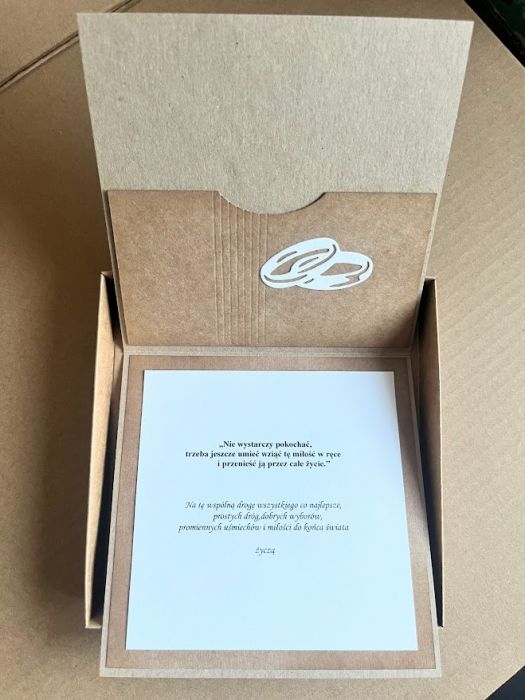 „Nie wystarczy pokochać,
trzeba jeszcze umieć wziąć tę miłość w ręce
i przenieść ją przez całe życie.”
Na tę wspólną drogę wszystkiego co najlepsze,
prostych dróg,dobrych wyborów,
promiennych uśmiechów i miłości do końca świata
życzą